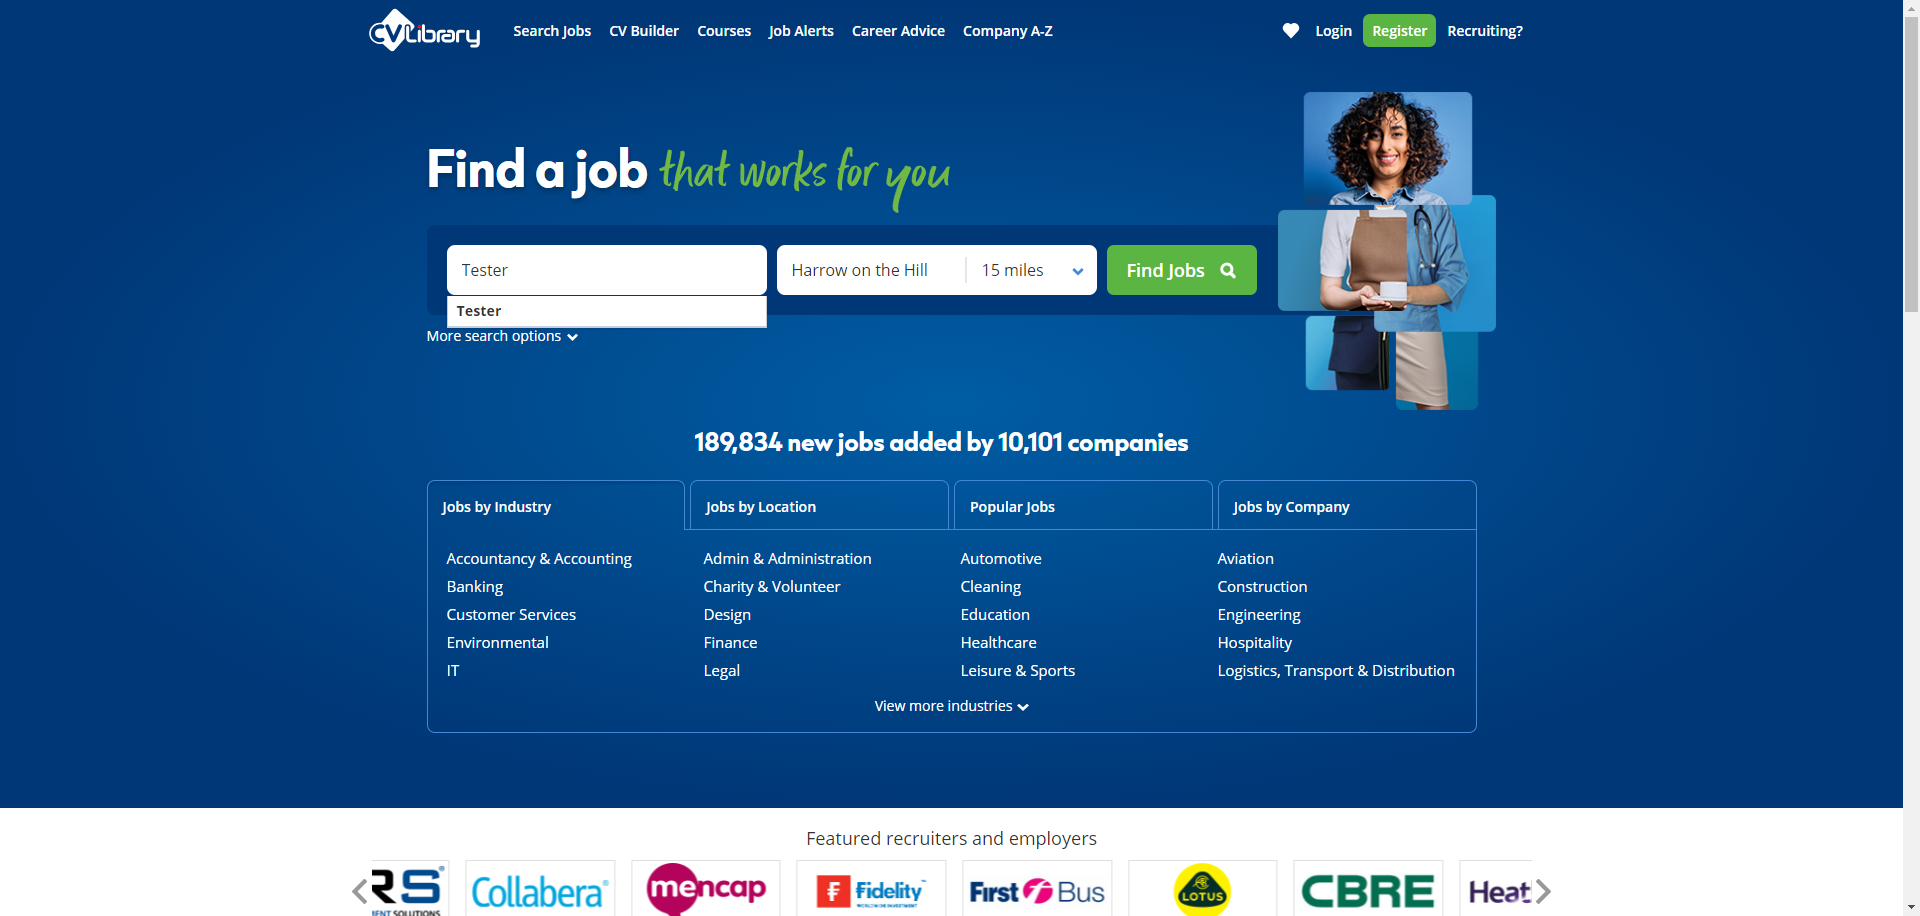 CVLibrary Search Jobs CV Builder Courses Job Alerts Career Advice Company A-Z Login Register Recruiting?
Find a job that works for you
Tester Harrow on the Hill 15 miles Find Jobs
Tester
More search options
189,834 new jobs added by 10,101 companies
Jobs by Industry Jobs by Location Popular Jobs Jobs by Company
Accountancy & Accounting Admin & Administration Automotive Aviation
Banking Charity & Volunteer Cleaning Construction
Customer Services Design Education Engineering
Environmental Finance Healthcare Hospitality
IT Legal Leisure & Sports Logistics, Transport & Distribution
View more industries
Featured recruiters and employers
RS Collabera mencap Fidelity First Bus LOTUS CBRE Heat
MENT SOLUTIONS WORLDWIDE INVESTMENT